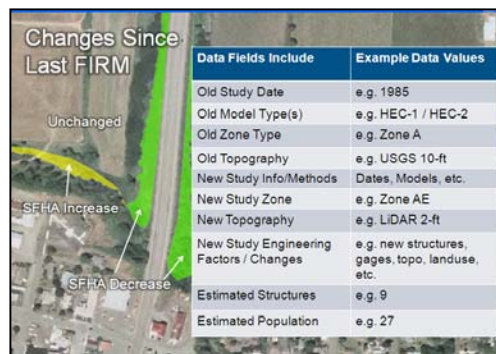 Changes Since
Last FIRM
Unchanged
SFHA Increase
SFHA Decrease
Data Fields Include Example Data Values
Old Study Date e.g. 1985
Old Model Type(s) e.g. HEC-1 / HEC-2
Old Zone Type e.g. Zone A
Old Topography e.g. USGS 10-ft
New Study Info/Methods Dates, Models, etc.
New Study Zone e.g. Zone AE
New Topography e.g. LiDAR 2-ft
New Study Engineering e.g. new structures,
Factors / Changes gages, topo, landuse,
etc.
Estimated Structures e.g. 9
Estimated Population e.g. 27